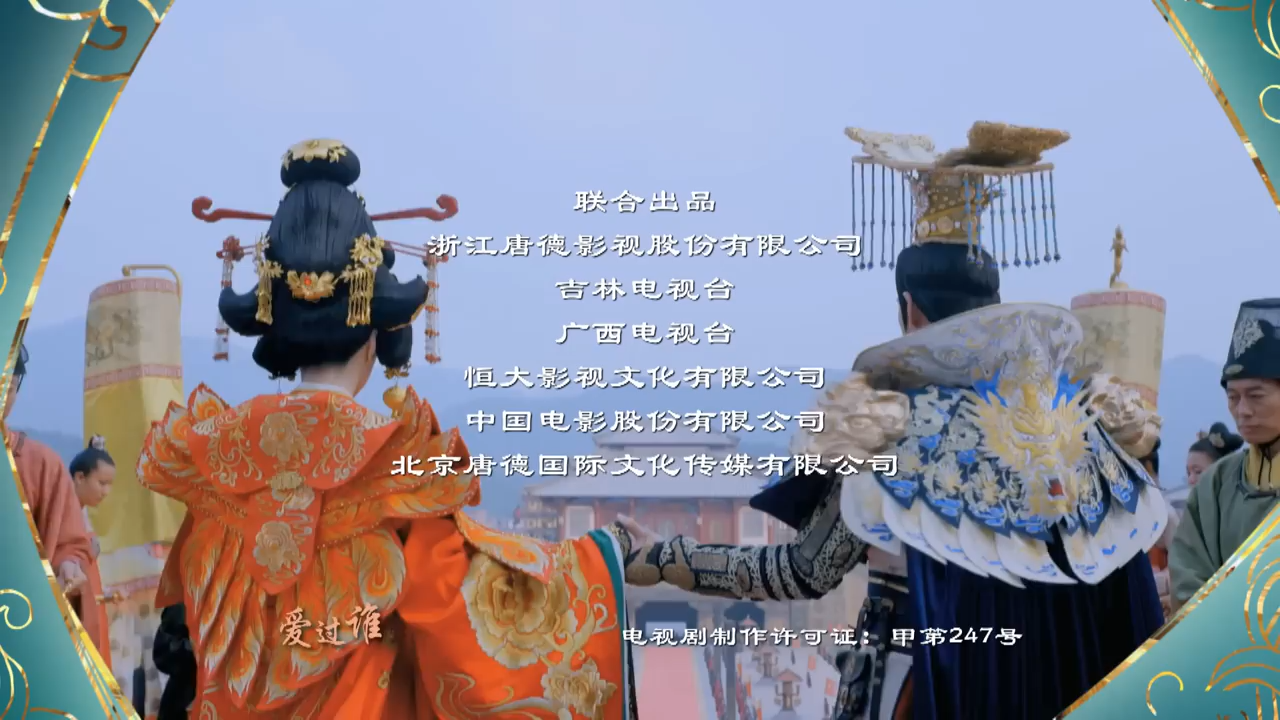 联合出品
浙江唐德影视股份有限公司
吉林电视台
广西电视台
恒大影视文化有限公司
中国电影股份有限公司
北京唐德国际文化传媒有限公司
爱过谁
电视剧制作许可证：甲第247号